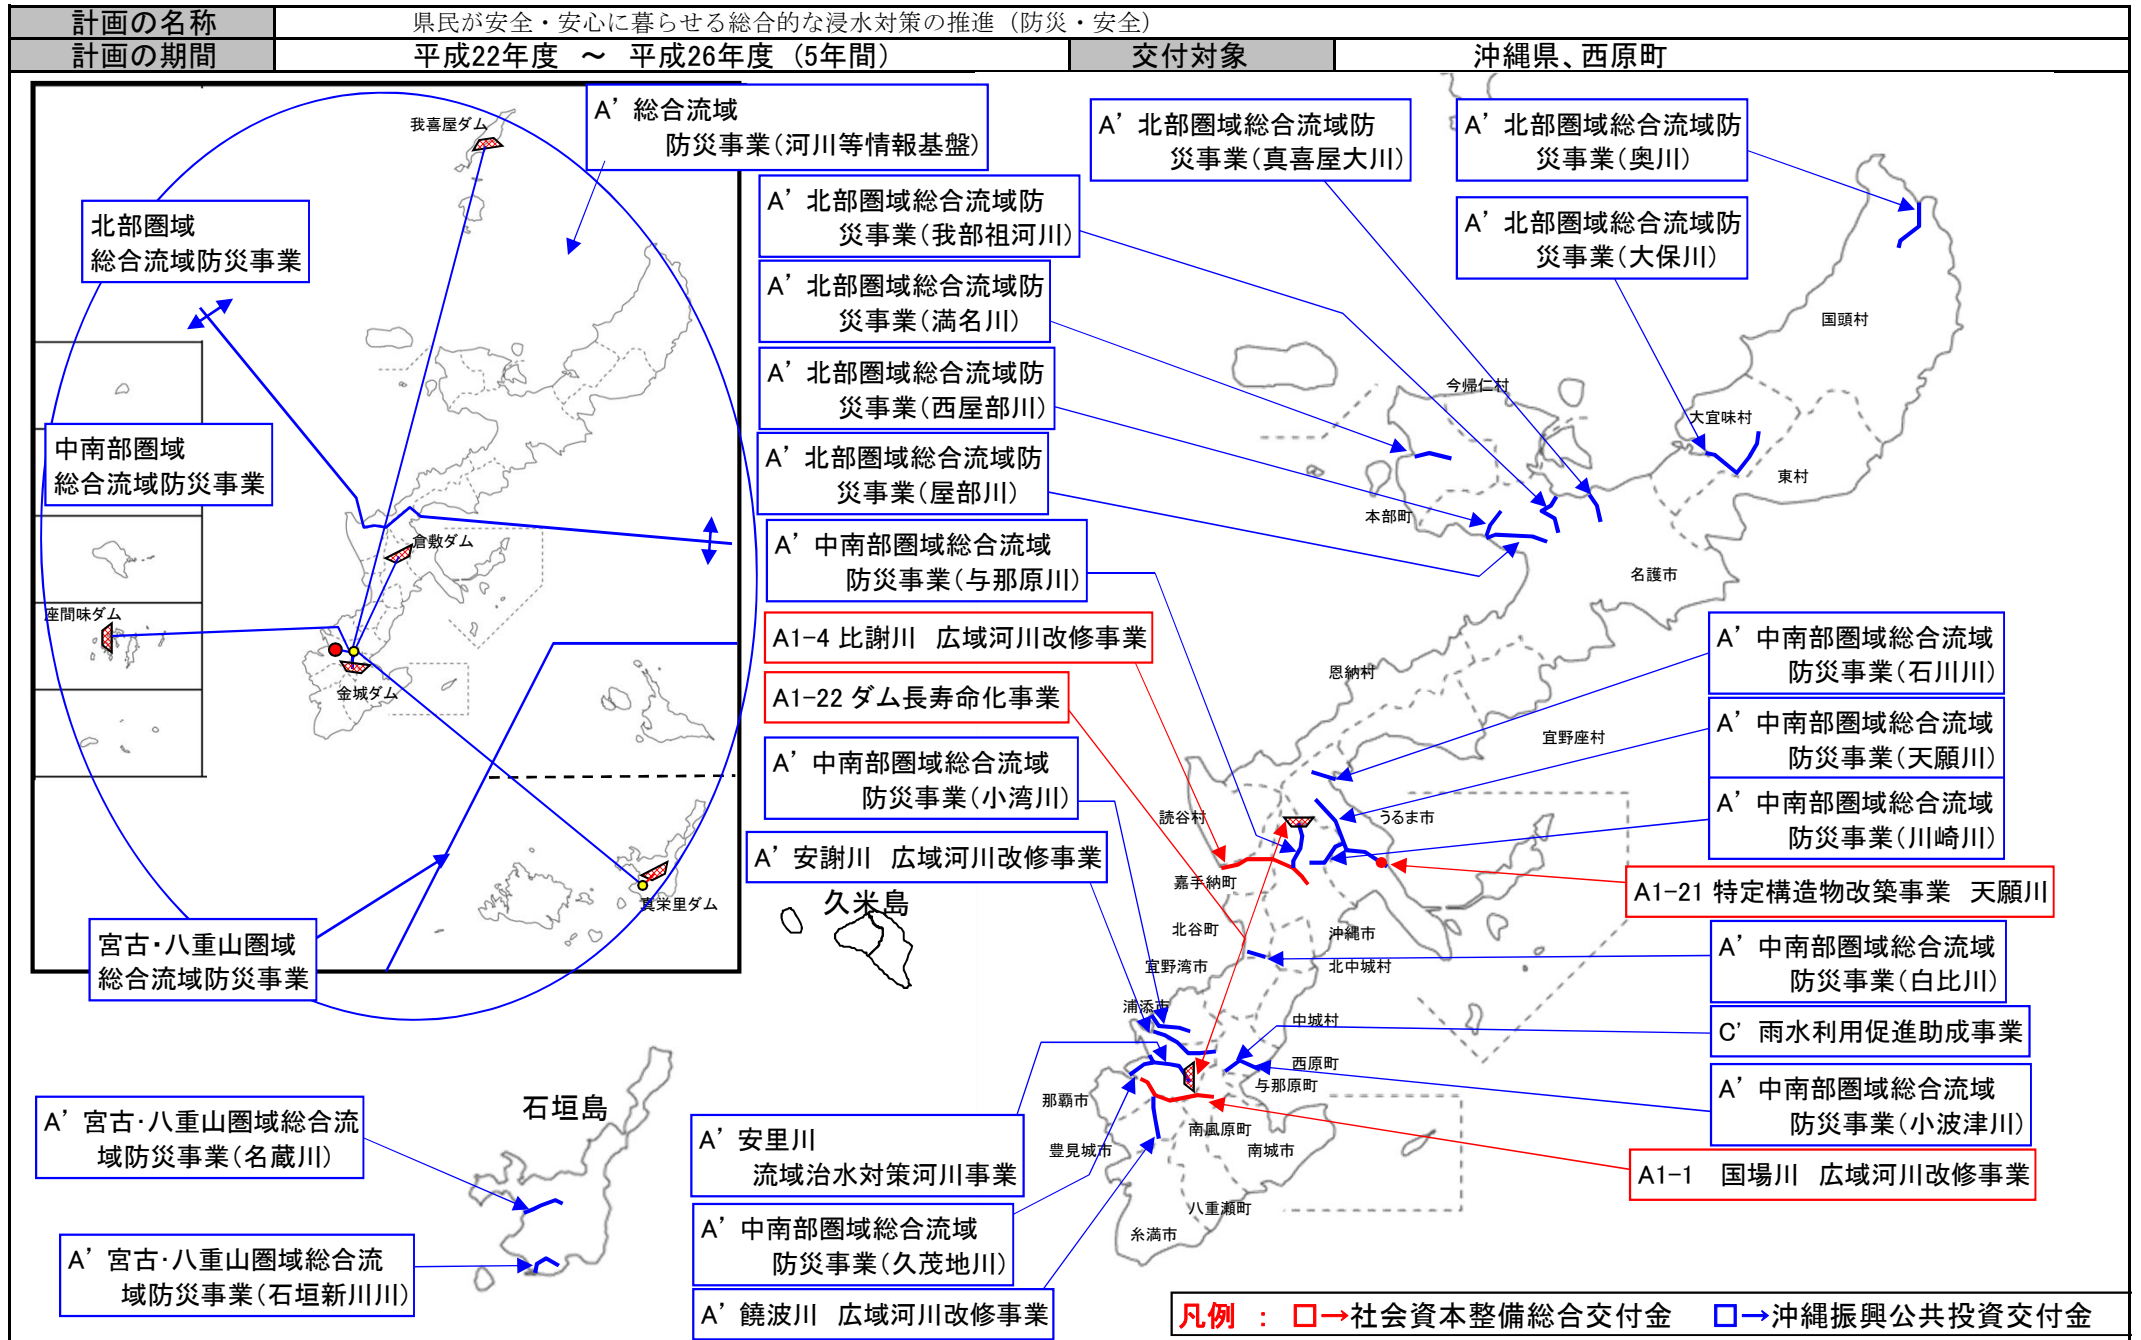 計画の名称
県民が安全・安心に暮らせる総合的な浸水対策の推進（防災・安全）
計画の期間
平成22年度 ～ 平成26年度（5年間）
交付対象
沖縄県、西原町
我喜屋ダム
A’ 総合流域
防災事業（河川等情報基盤）
北部圏域
総合流域防災事業
中南部圏域
総合流域防災事業
倉敷ダム
座間味ダム
金城ダム
真栄里ダム
宮古・八重山圏域
総合流域防災事業
A’ 北部圏域総合流域防
災事業（真喜屋大川）
A’ 北部圏域総合流域防
災事業（奥川）
A’ 北部圏域総合流域防
災事業（我部祖河川）
A’ 北部圏域総合流域防
災事業（大保川）
A’ 北部圏域総合流域防
災事業（満名川）
A’ 北部圏域総合流域防
災事業（西屋部川）
A’ 北部圏域総合流域防
災事業（屋部川）
A’ 中南部圏域総合流域
防災事業（与那原川）
A1-4 比謝川 広域河川改修事業
A1-22 ダム長寿命化事業
A’ 中南部圏域総合流域
防災事業（小湾川）
A’ 安謝川 広域河川改修事業
久米島
国頭村
今帰仁村
大宜味村
東村
本部町
名護市
恩納村
宜野座村
読谷村
うるま市
嘉手納町
北谷町
沖縄市
宜野湾市
北中城村
浦添市
中城村
西原町
与那原町
那覇市
南風原町
豊見城市
南城市
八重瀬町
糸満市
A’ 中南部圏域総合流域
防災事業（石川川）
A’ 中南部圏域総合流域
防災事業（天願川）
A’ 中南部圏域総合流域
防災事業（川崎川）
A1-21 特定構造物改築事業 天願川
A’ 中南部圏域総合流域
防災事業（白比川）
C’ 雨水利用促進助成事業
A’ 中南部圏域総合流域
防災事業（小波津川）
A1-1 国場川 広域河川改修事業
石垣島
A’ 宮古・八重山圏域総合流
域防災事業（名蔵川）
A’ 宮古・八重山圏域総合流
域防災事業（石垣新川川）
A’ 安里川
流域治水対策河川事業
A’ 中南部圏域総合流域
防災事業（久茂地川）
A’ 饒波川 広域河川改修事業
凡例 ： □→社会資本整備総合交付金 □→沖縄振興公共投資交付金